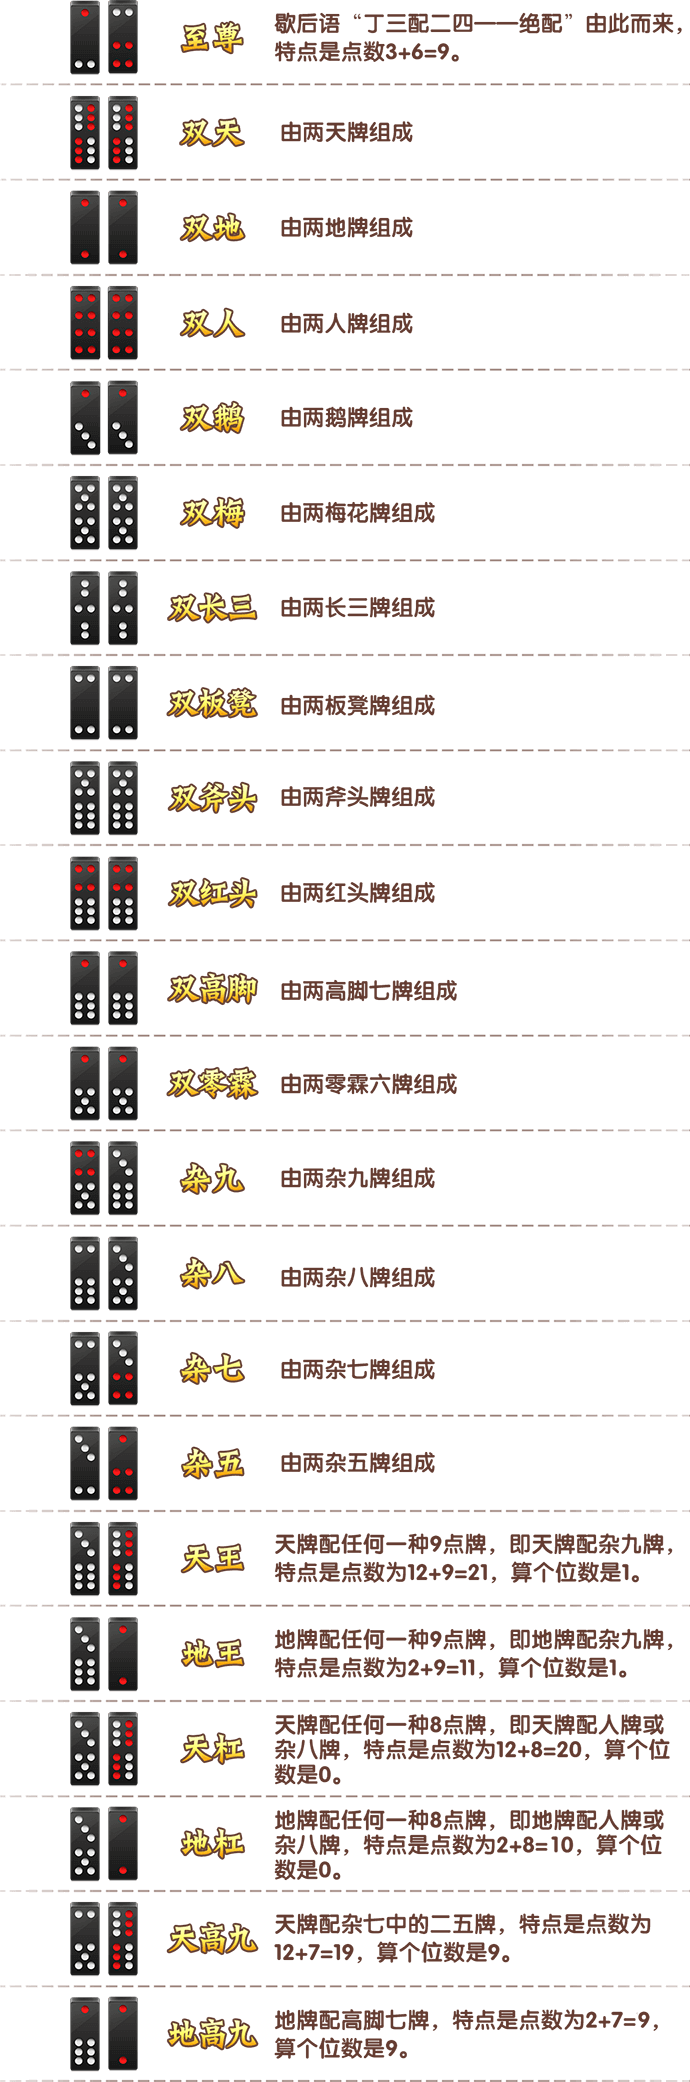 至尊
歇后语“丁三配二四——绝配”由此而来，
特点是点数3+6=9。
双天
由两天牌组成
双地
由两地牌组成
双人
由两人牌组成
双鹅
由两鹅牌组成
双梅
由两梅花牌组成
双长三
由两长三牌组成
双板凳
由两板凳牌组成
双斧头
由两斧头牌组成
双红头
由两红头牌组成
双高脚
由两高脚七牌组成
双零霖
由两零霖六牌组成
杂九
由两杂九牌组成
杂八
由两杂八牌组成
杂七
由两杂七牌组成
杂五
由两杂五牌组成
天王
天牌配任何一种9点牌，即天牌配杂九牌，
特点是点数为12+9=21，算个位数是1。
地王
地牌配任何一种9点牌，即地牌配杂九牌，
特点是点数为2+9=11，算个位数是1。
天杠
天牌配任何一种8点牌，即天牌配人牌或
杂八牌，特点是点数为12+8=20，算个位
数是0。
地杠
地牌配任何一种8点牌，即地牌配人牌或
杂八牌，特点是点数为2+8=10，算个位
数是0。
天高九
天牌配杂七中的二五牌，特点是点数为
12+7=19，算个位数是9。
地高九
地牌配高脚七牌，特点是点数为2+7=9，
算个位数是9。